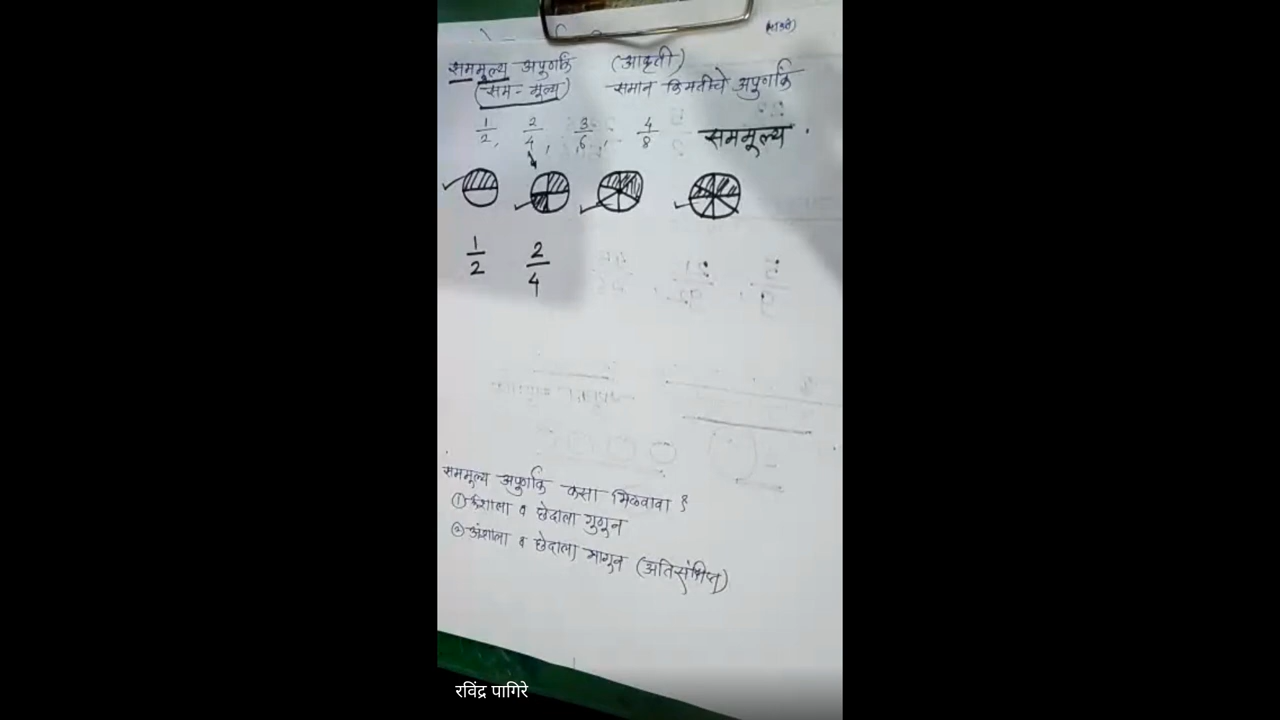 सममूल्य अपूर्णांक (आकृती)
(सम = मूल्य) समान किमतीचे अपूर्णांक
1/2, 2/4, 3/6, 4/8 सममूल्य.
1/2 2/4
सममूल्य अपूर्णांक कसा मिळवावा ?
① अंशाला व छेदाला गुणून
② अंशाला व छेदाला भागून (अतिसंक्षिप्त)
रविंद्र पागिरे